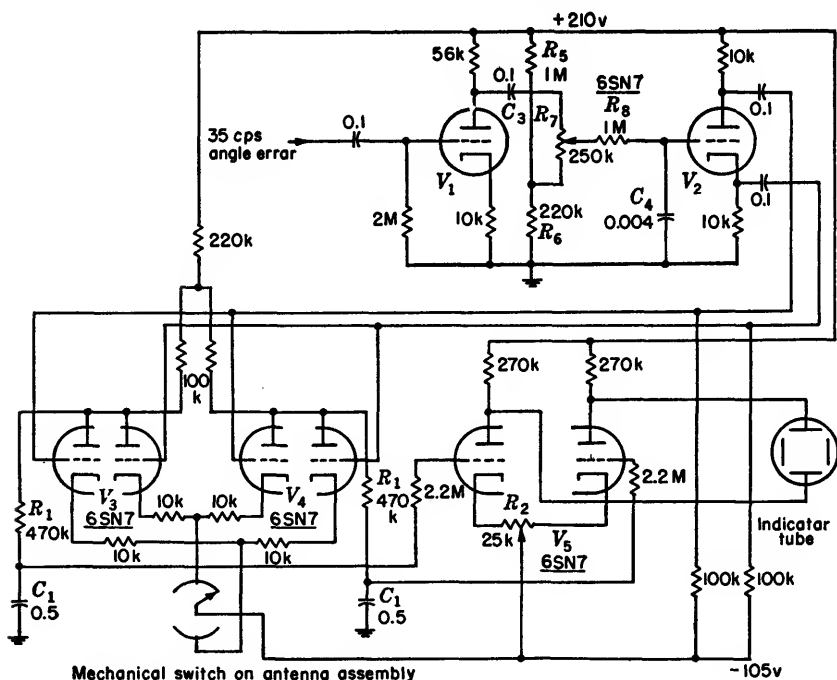 +210v
56k
R5
1M
10k
0.1
C3
R7
6SN7
R8
1M
0.1
35 cps
angle errar
0.1
250k
V1
V2
0.1
2M
10k
220k
R6
C4
0.004
10k
220k
100
k
270k
270k
R1
470k
V3
6SN7
10k
10k
V4
6SN7
R1
470
k
2.2M
R2
25k
V5
6SN7
2.2M
Indicatar
tube
10k
10k
C1
0.5
C1
0.5
100k
100k
Mechanical switch on antenna assembly
-105v